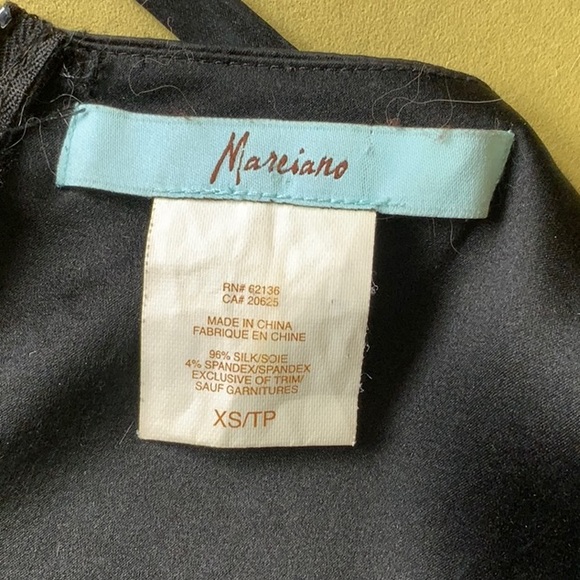 Marciano
RN# 62136
CA# 20625
MADE IN CHINA
FABRIQUE EN CHINE
96% SILK/SOIE
4% SPANDEX/SPANDEX
EXCLUSIVE OF TRIM/
SAUF GARNITURES
XS/TP